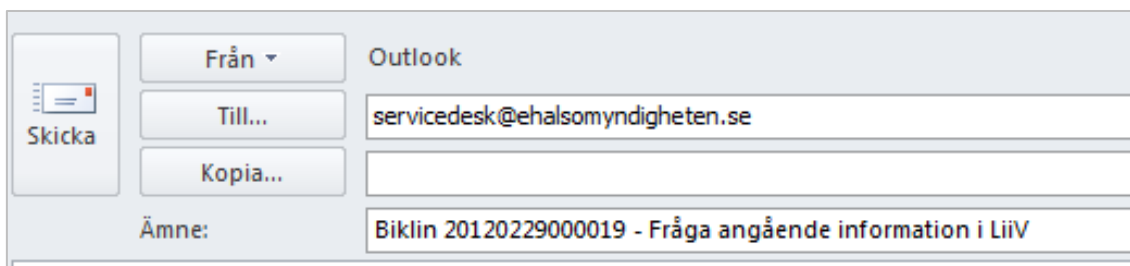 Från Outlook
Till... servicedesk@ehalsomyndigheten.se
Skicka
Kopia...
Ämne: Biklin 20120229000019 - Fråga angående information i LiiV